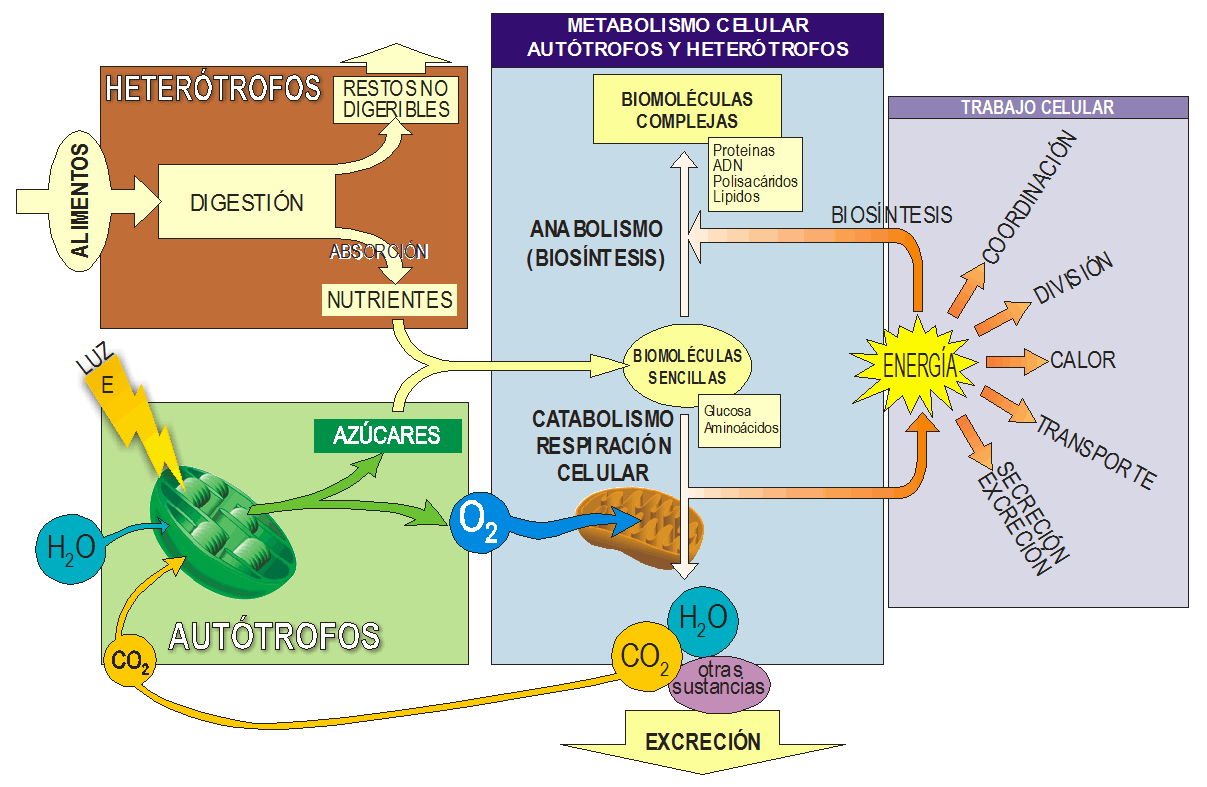 METABOLISMO CELULAR
AUTÓTROFOS Y HETERÓTROFOS
HETERÓTROFOS
RESTOS NO
DIGERIBLES
ALIMENTOS
DIGESTIÓN
ABSORCIÓN
NUTRIENTES
BIOMOLÉCULAS
COMPLEJAS
Proteínas
ADN
Polisacáridos
Lípidos
ANABOLISMO
(BIOSÍNTESIS)
BIOMOLÉCULAS
SENCILLAS
Glucosa
Aminoácidos
CATABOLISMO
RESPIRACIÓN
CELULAR
TRABAJO CELULAR
BIOSÍNTESIS
COORDINACIÓN
DIVISIÓN
ENERGÍA
CALOR
TRANSPORTE
SECRECIÓN
EXCRECIÓN
LUZ
E
AZÚCARES
O2
H2O
AUTÓTROFOS
CO2
H2O
CO2
otras
sustancias
EXCRECIÓN